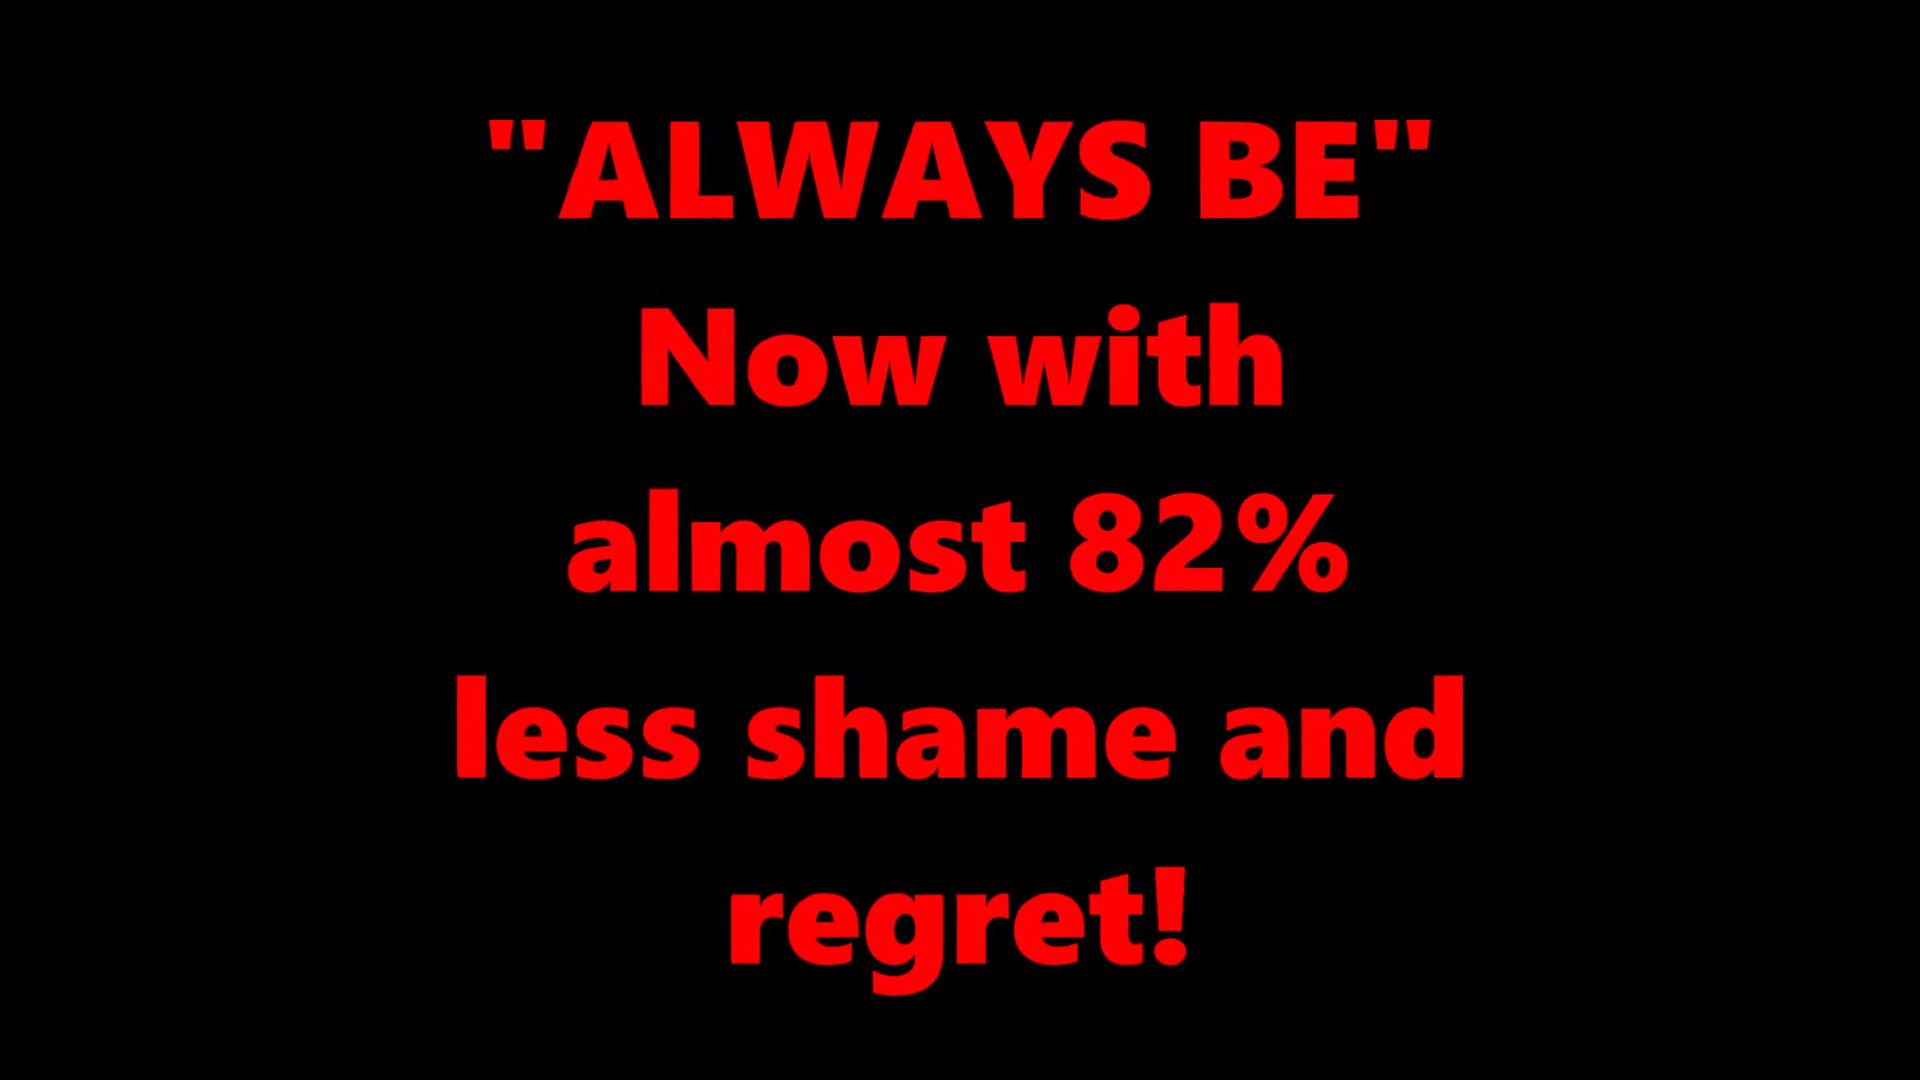 "ALWAYS BE"
Now with
almost 82%
less shame and
regret!